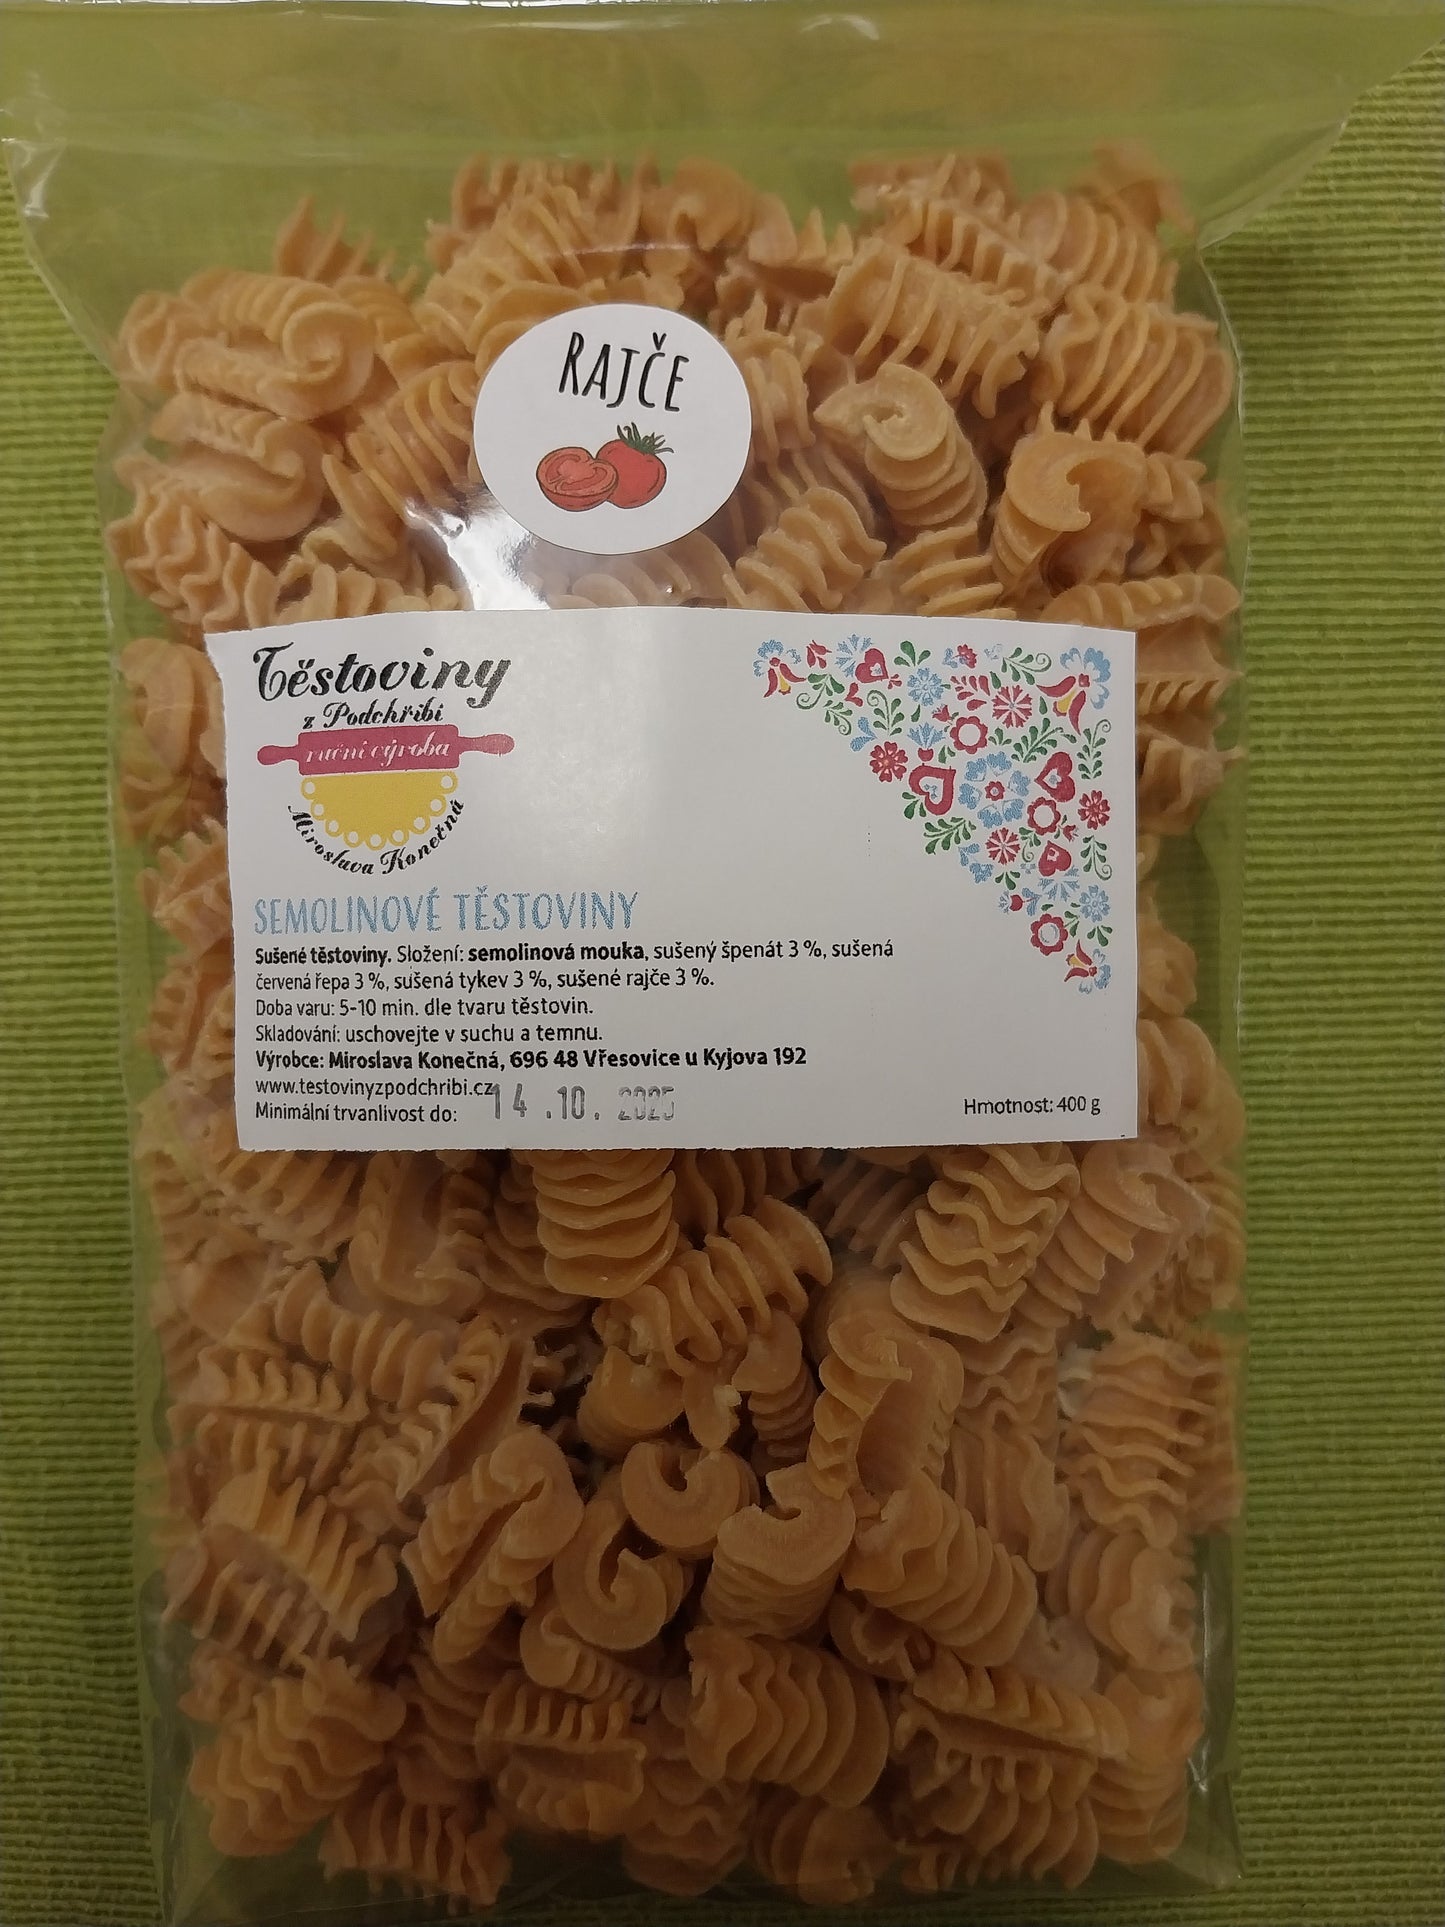 RAJČE
Těstoviny
z Podchřibí
ruční výroba
Miroslava Konečná
SEMOLINOVÉ TĚSTOVINY
Sušené těstoviny. Složení: semolinová mouka, sušený špenát 3 %, sušená
červená řepa 3 %, sušená tykev 3 %, sušené rajče 3 %.
Doba varu: 5-10 min. dle tvaru těstovin.
Skladování: uschovejte v suchu a temnu.
Výrobce: Miroslava Konečná, 696 48 Vřesovice u Kyjova 192
www.testovinyzpodchribi.cz
Minimální trvanlivost do: 14 .10. 2025
Hmotnost: 400 g